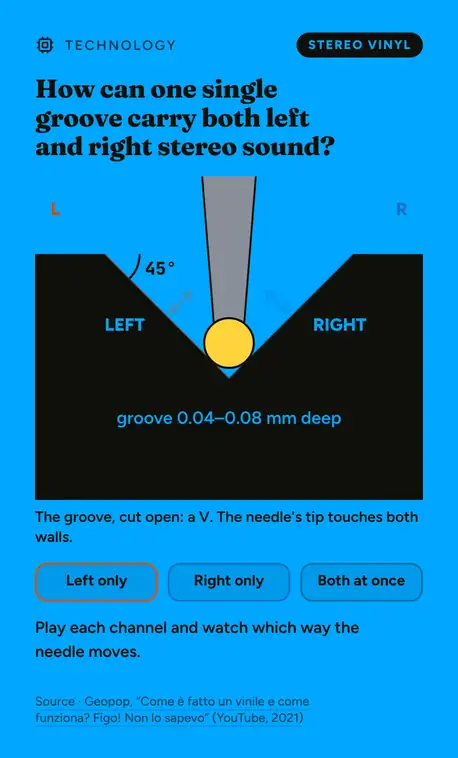 TECHNOLOGY
STEREO VINYL
How can one single
groove carry both left
and right stereo sound?
L
R
45°
LEFT
RIGHT
groove 0.04–0.08 mm deep
The groove, cut open: a V. The needle's tip touches both
walls.
Left only
Right only
Both at once
Play each channel and watch which way the
needle moves.
Source · Geopop, “Come è fatto un vinile e come
funziona? Figo! Non lo sapevo” (YouTube, 2021)